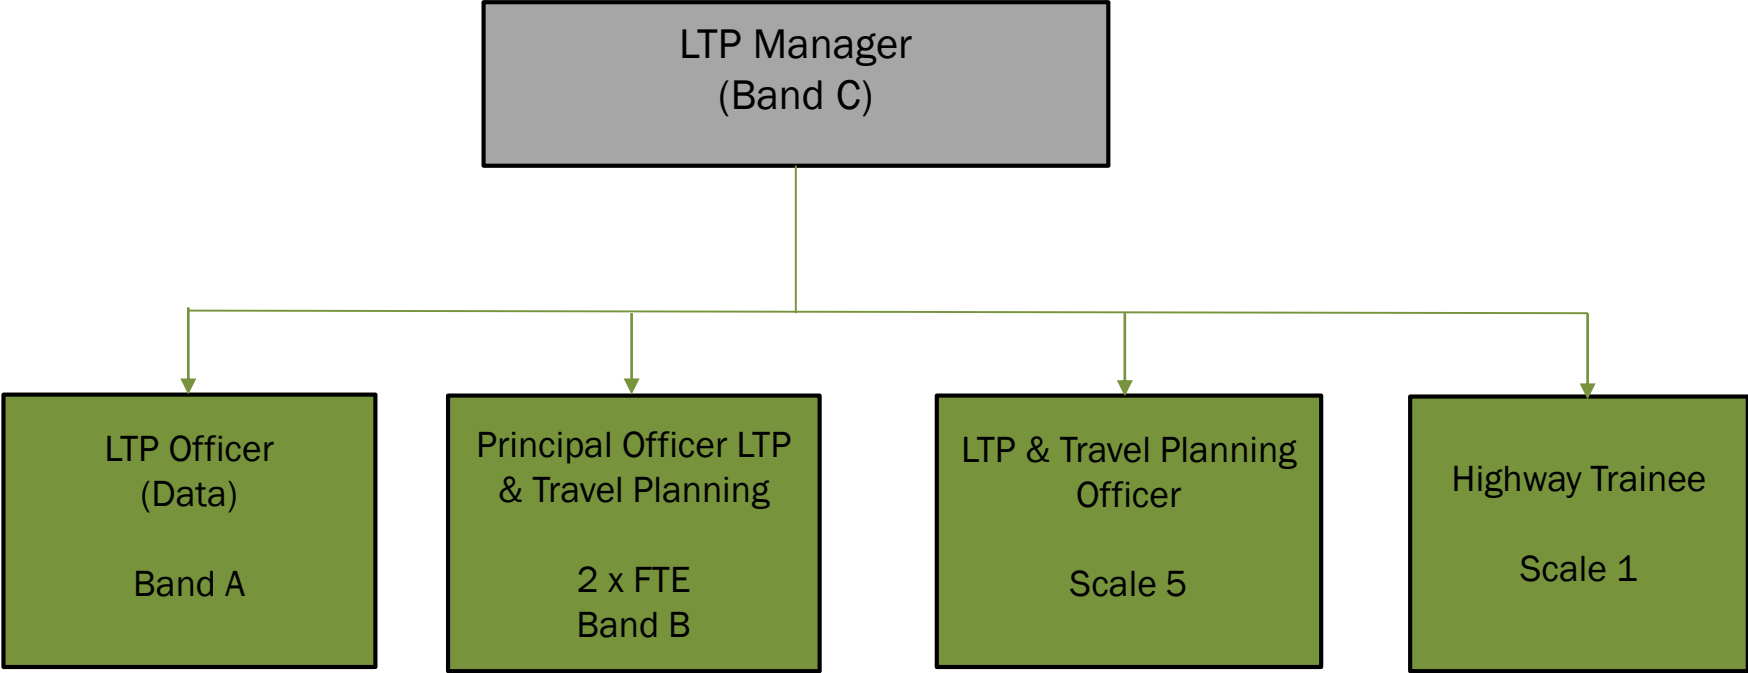 LTP Manager
(Band C)
LTP Officer
(Data)
Band A
Principal Officer LTP
& Travel Planning
2 x FTE
Band B
LTP & Travel Planning
Officer
Scale 5
Highway Trainee
Scale 1